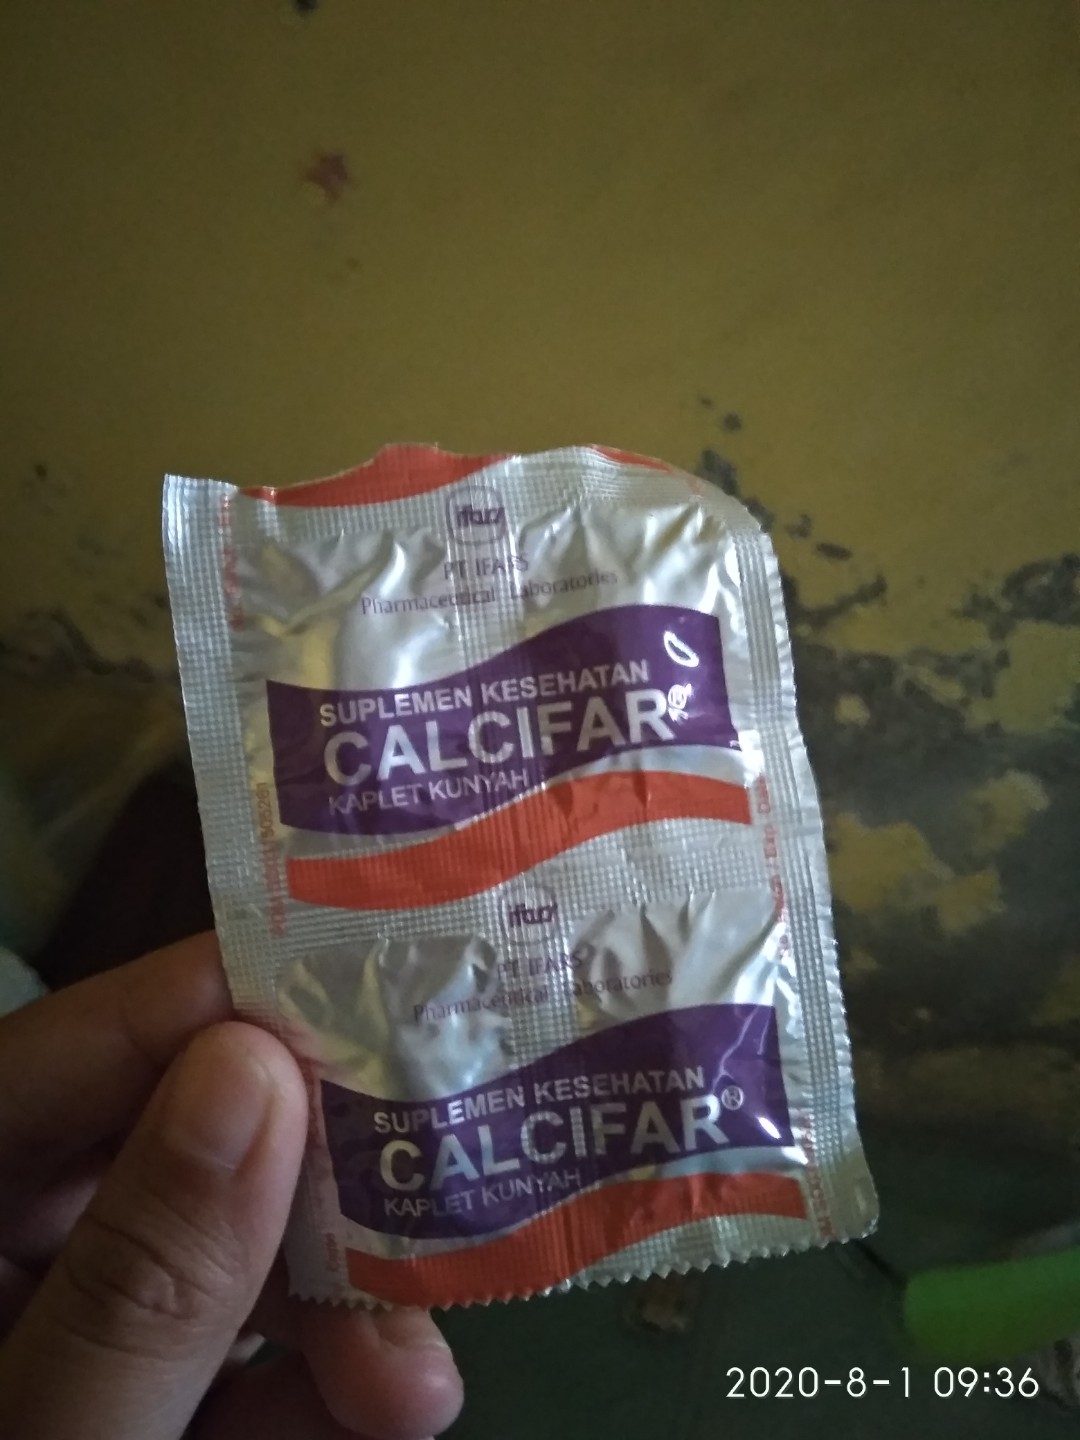 ifars
PT IFARS
Pharmaceutical Laboratories
SUPLEMEN KESEHATAN
CALCIFAR®
KAPLET KUNYAH
ifars
PT IFARS
Pharmaceutical Laboratories
SUPLEMEN KESEHATAN
CALCIFAR®
KAPLET KUNYAH
2020-8-1 09:36